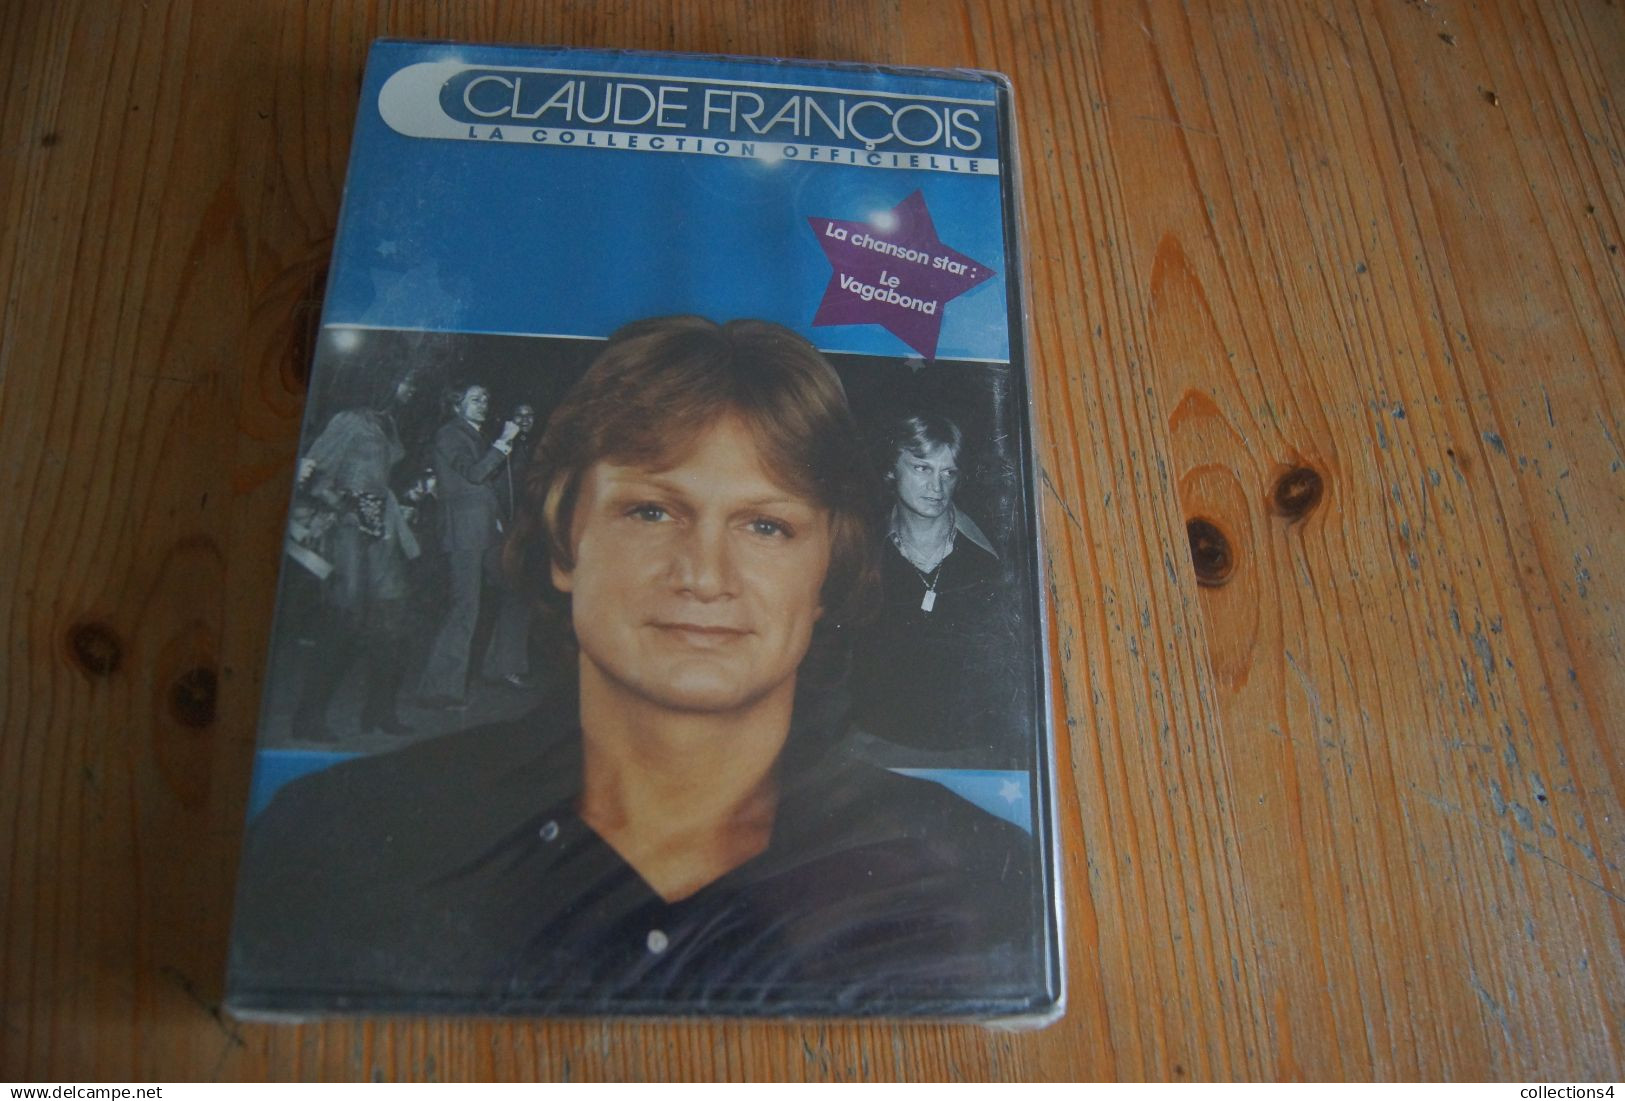 CLAUDE FRANÇOIS
LA COLLECTION OFFICIELLE
La chanson star :
Le
Vagabond
www.delcampe.net
collections4